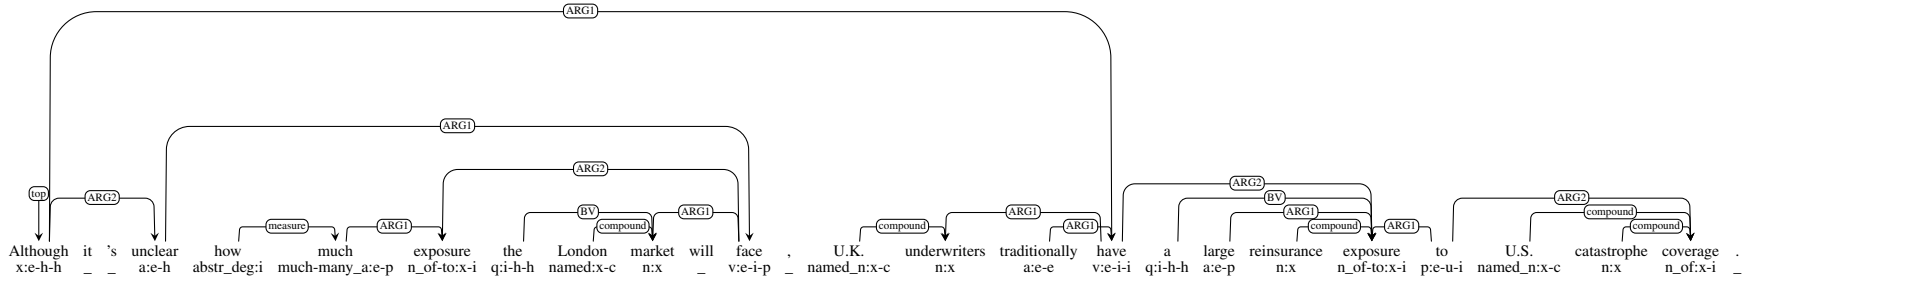 ARG1
ARG1
ARG2
ARG2
top ARG2 BV ARG2
BV ARG1 ARG1 ARG1 compound
measure ARG1 compound compound ARG1 compound ARG1 compound
Although it 's unclear how much exposure the London market will face , U.K. underwriters traditionally have a large reinsurance exposure to U.S. catastrophe coverage .
x:e-h-h _ _ a:e-h abstr_deg:i much-many_a:e-p n_of-to:x-i q:i-h-h named:x-c n:x _ v:e-i-p _ named_n:x-c n:x a:e-e v:e-i-i q:i-h-h a:e-p n:x n_of-to:x-i p:e-u-i named_n:x-c n:x n_of:x-i _